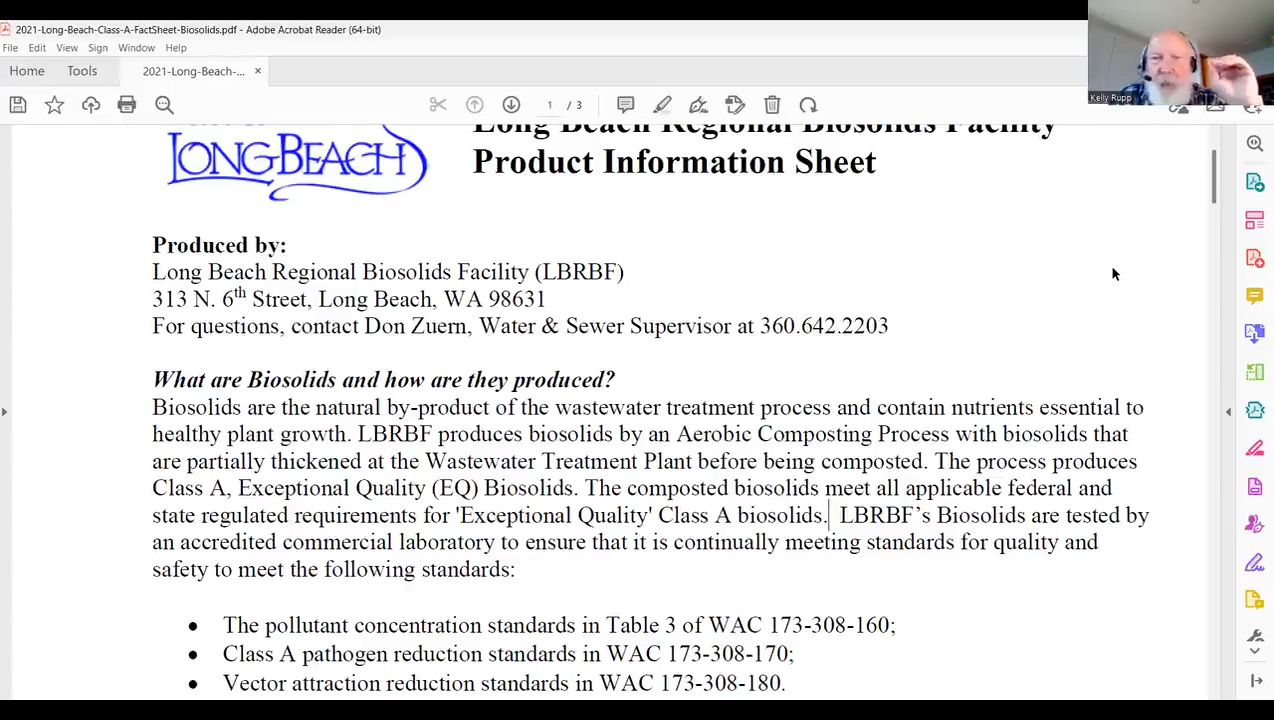 2021-Long-Beach-Class-A-FactSheet-Biosolids.pdf - Adobe Acrobat Reader (64-bit)
File Edit View Sign Window Help
Home Tools 2021-Long-Beach-... ×
1 / 3
Kelly Rupp
LONG BEACH
Long Beach Regional Biosolids Facility
Product Information Sheet
Produced by:
Long Beach Regional Biosolids Facility (LBRBF)
313 N. 6th Street, Long Beach, WA 98631
For questions, contact Don Zuern, Water & Sewer Supervisor at 360.642.2203
What are Biosolids and how are they produced?
Biosolids are the natural by-product of the wastewater treatment process and contain nutrients essential to
healthy plant growth. LBRBF produces biosolids by an Aerobic Composting Process with biosolids that
are partially thickened at the Wastewater Treatment Plant before being composted. The process produces
Class A, Exceptional Quality (EQ) Biosolids. The composted biosolids meet all applicable federal and
state regulated requirements for 'Exceptional Quality' Class A biosolids. LBRBF’s Biosolids are tested by
an accredited commercial laboratory to ensure that it is continually meeting standards for quality and
safety to meet the following standards:
• The pollutant concentration standards in Table 3 of WAC 173-308-160;
• Class A pathogen reduction standards in WAC 173-308-170;
• Vector attraction reduction standards in WAC 173-308-180.